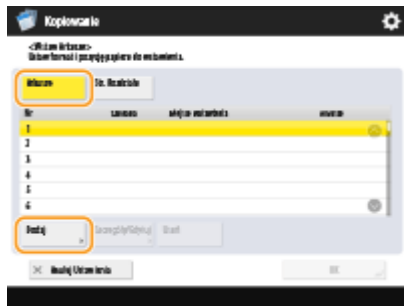 Kopiowanie
<Wstaw Arkusze>
Ustaw format i pozycję papieru do wstawienia.
Arkusze Str. Rozdziału
Nr
1
2
3
4
5
6
Dodaj Szczegóły/Edytuj Usuń
Anuluj Ustawienia OK